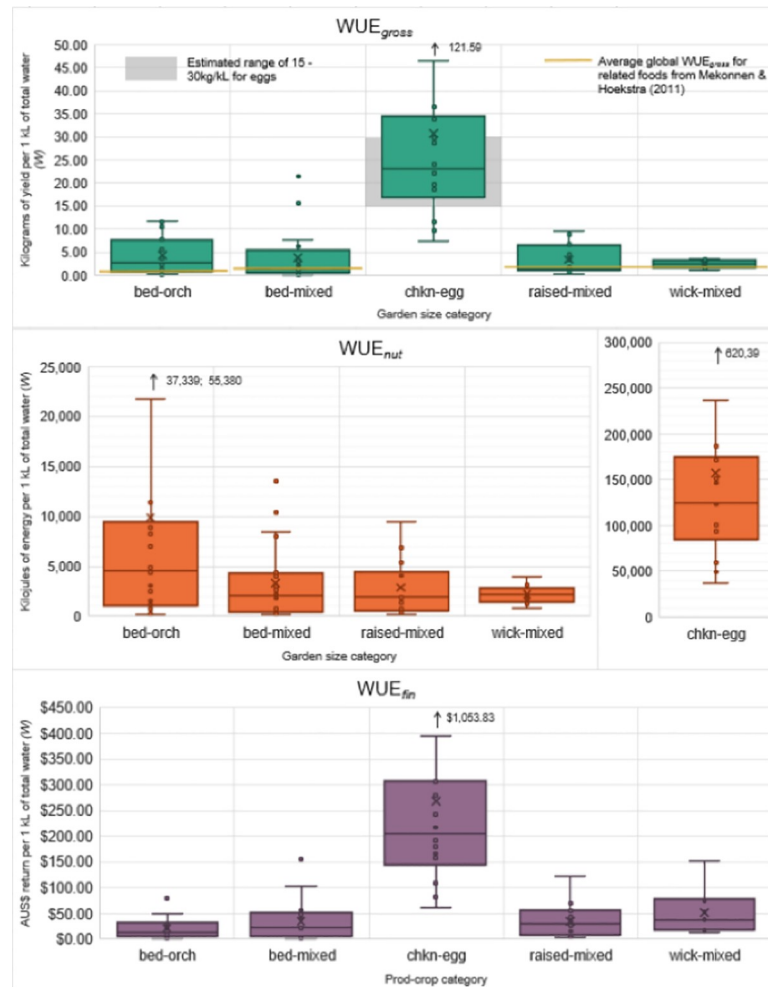 WUEgross
50.00
45.00
40.00
35.00
30.00
25.00
20.00
15.00
10.00
5.00
0.00
Kilograms of yield per 1 kL of total water
(W)
Estimated range of 15 -
30kg/kL for eggs
121.59
Average global WUEgross for
related foods from Mekonnen &
Hoekstra (2011)
bed-orch bed-mixed chkn-egg raised-mixed wick-mixed
Garden size category
WUEnut
25,000
20,000
15,000
10,000
5,000
0
Kilojules of energy per 1 kL of total water (W)
37,339; 55,380
bed-orch bed-mixed raised-mixed wick-mixed
Garden size category
300,000
250,000
200,000
150,000
100,000
50,000
0
620,39
chkn-egg
WUEfin
$450.00
$400.00
$350.00
$300.00
$250.00
$200.00
$150.00
$100.00
$50.00
$0.00
AUS$ return per 1 kL of total water (W)
$1,053.83
bed-orch bed-mixed chkn-egg raised-mixed wick-mixed
Prod-crop category